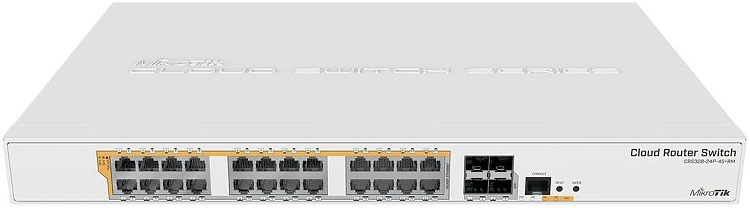 MikroTik
CLOUD SWITCH SERIES
Cloud Router Switch
CRS328-24P-4S+RM
CONSOLE
RESET
MODE
MikroTik